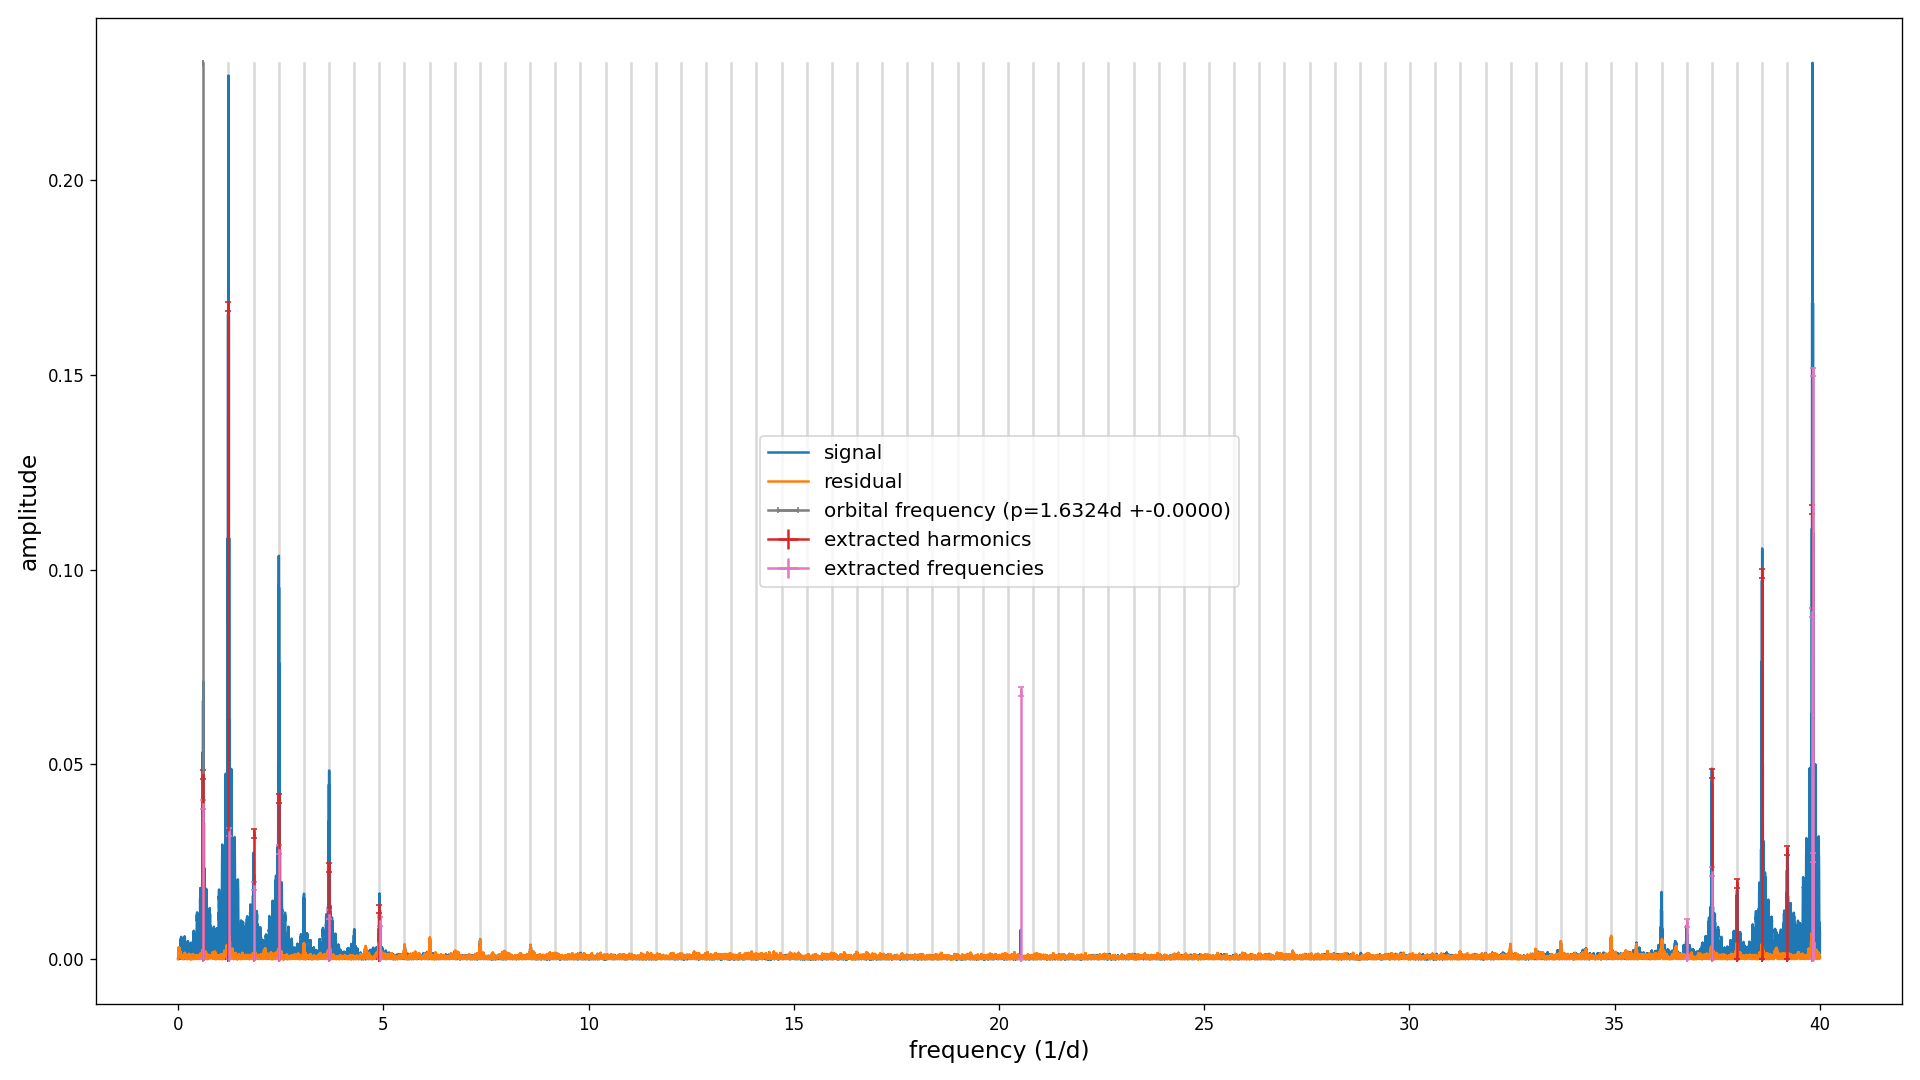 0.20
0.15
0.10
0.05
0.00
amplitude
signal
residual
orbital frequency (p=1.6324d +-0.0000)
extracted harmonics
extracted frequencies
0 5 10 15 20 25 30 35 40
frequency (1/d)